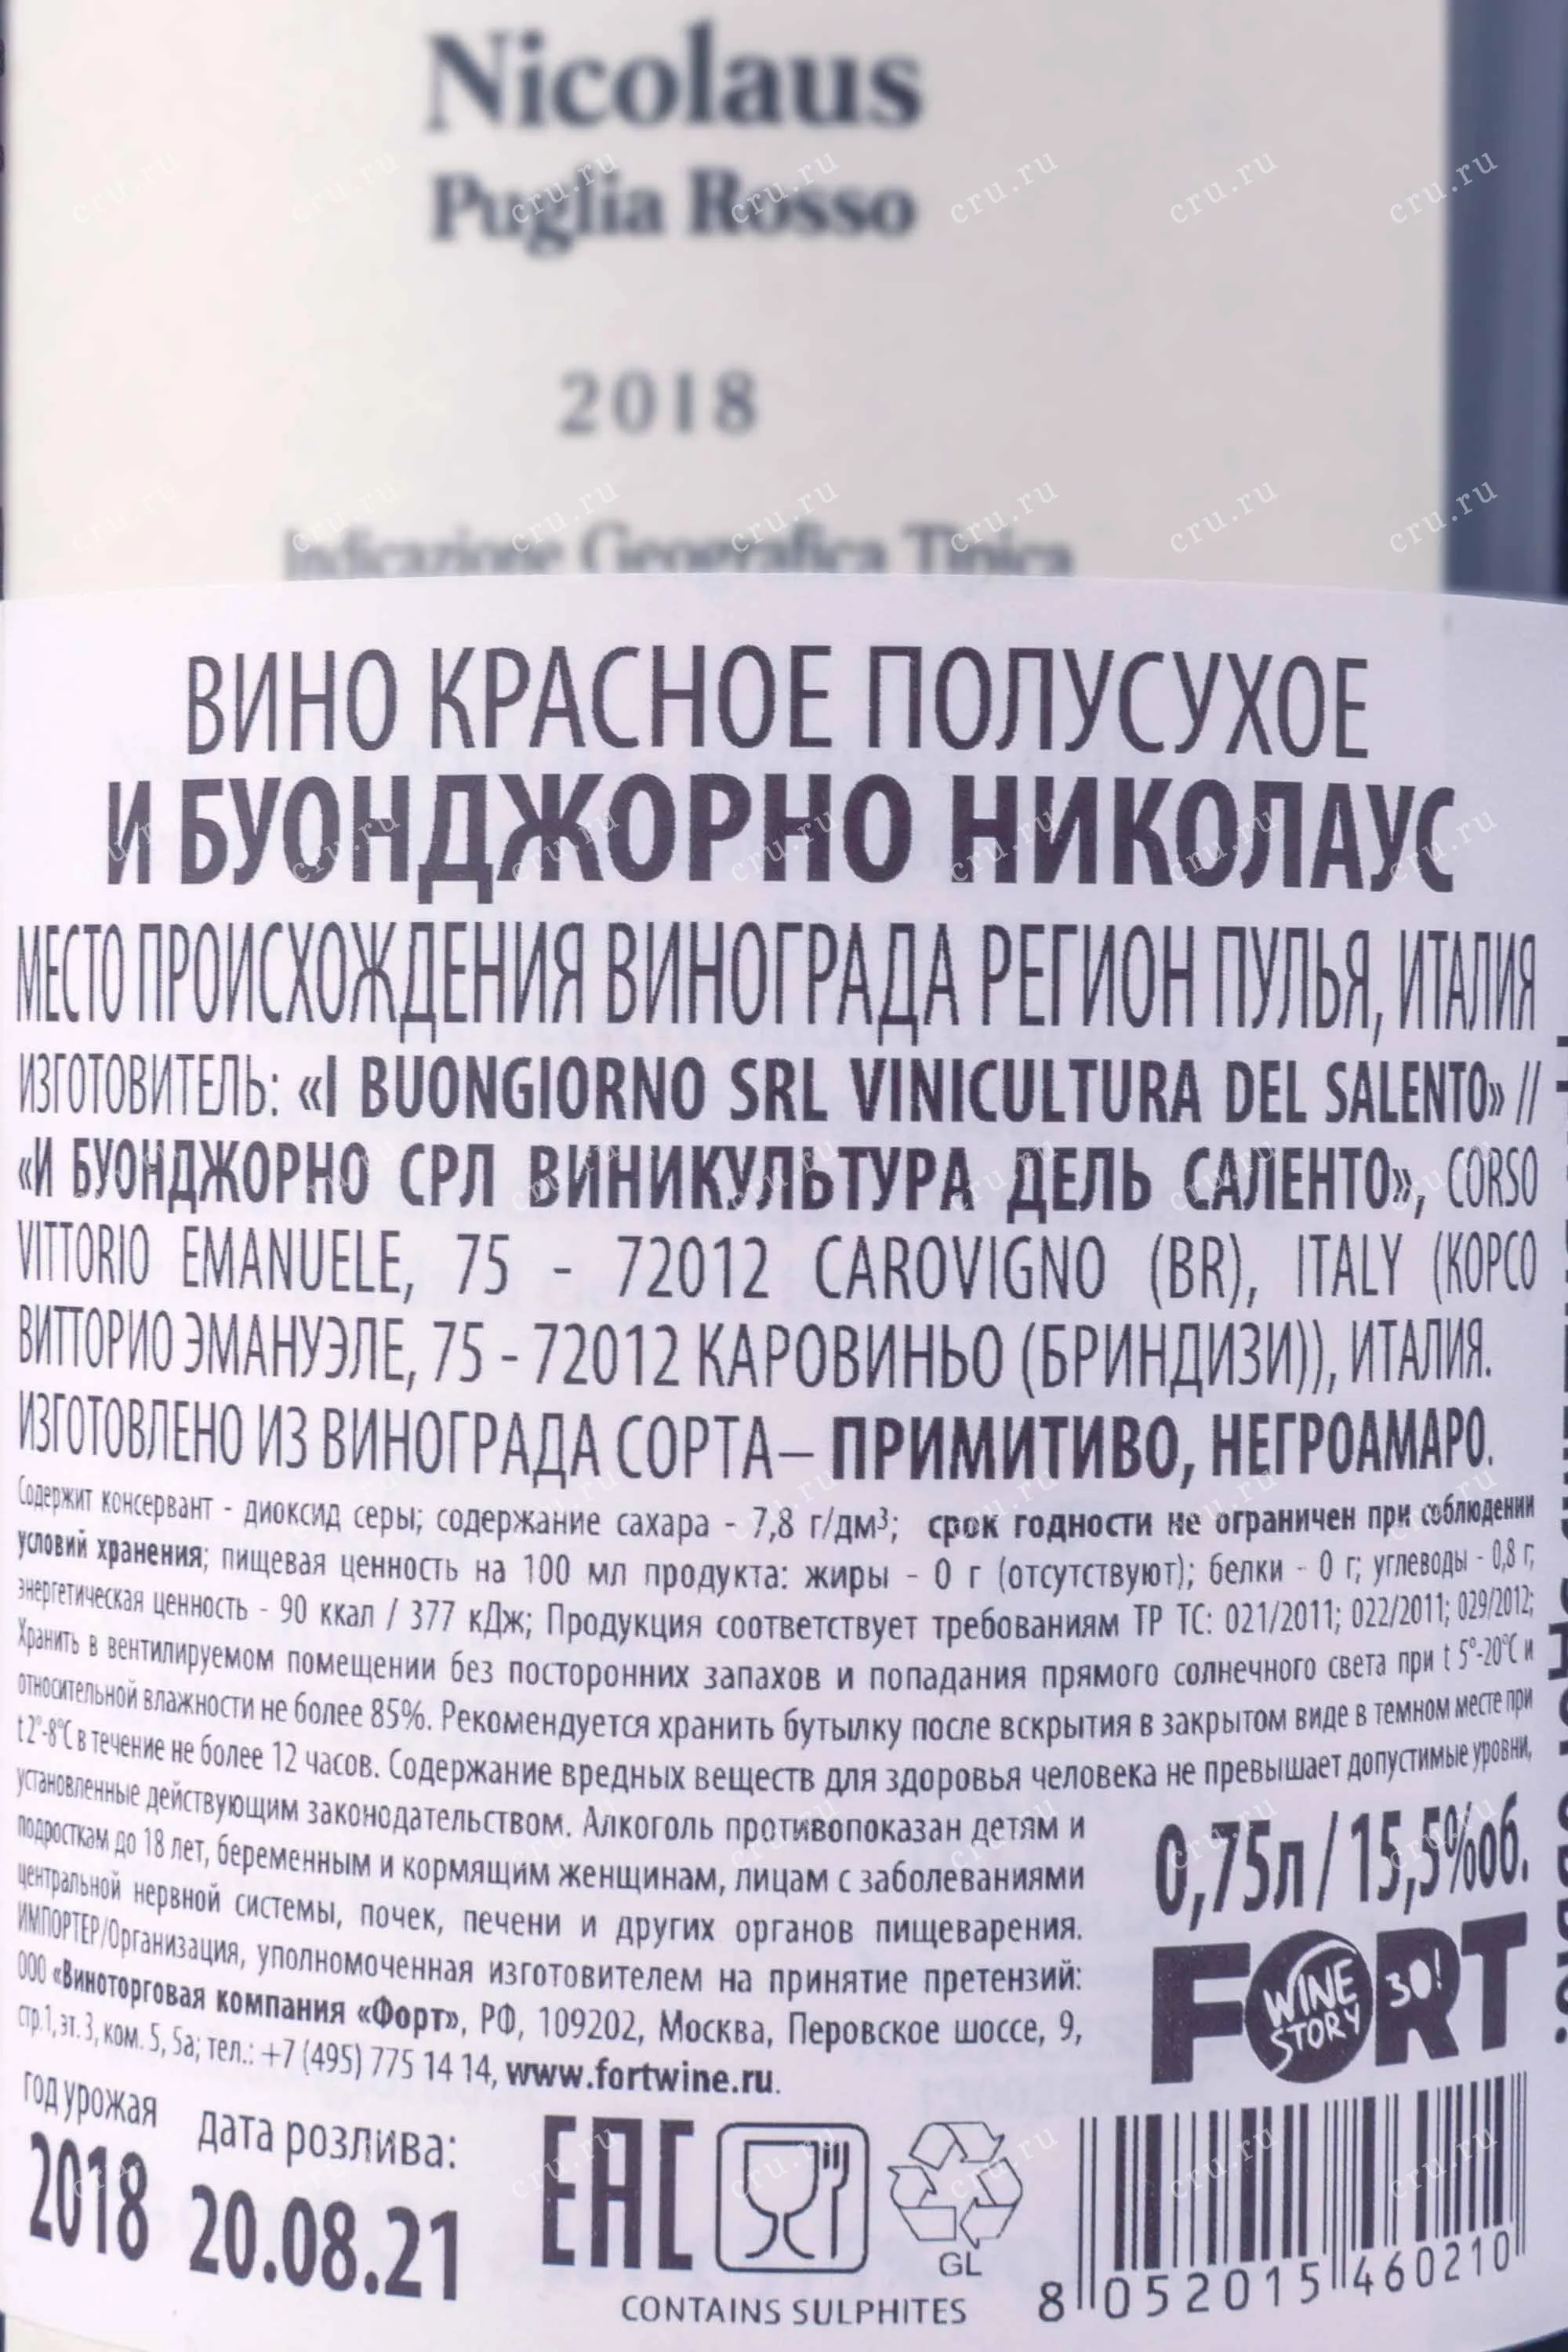 Nicolaus
Puglia Rosso
2018
Indicazione Geografica Tipica
ВИНО КРАСНОЕ ПОЛУСУХОЕ
И БУОНДЖОРНО НИКОЛАУС
МЕСТО ПРОИСХОЖДЕНИЯ ВИНОГРАДА РЕГИОН ПУЛЬЯ, ИТАЛИЯ
ИЗГОТОВИТЕЛЬ: «I BUONGIORNO SRL VINICULTURA DEL SALENTO» //
«И БУОНДЖОРНО СРЛ ВИНИКУЛЬТУРА ДЕЛЬ САЛЕНТО», CORSO
VITTORIO EMANUELE, 75 - 72012 CAROVIGNO (BR), ITALY (КОРСО
ВИТТОРИО ЭМАНУЭЛЕ, 75 - 72012 КАРОВИНЬО (БРИНДИЗИ)), ИТАЛИЯ.
ИЗГОТОВЛЕНО ИЗ ВИНОГРАДА СОРТА– ПРИМИТИВО, НЕГРОАМАРО.
Содержит консервант - диоксид серы; содержание сахара - 7,8 г/дм³; срок годности не ограничен при соблюдении
условий хранения; пищевая ценность на 100 мл продукта: жиры - 0 г (отсутствуют); белки - 0 г; углеводы - 0,8 г;
энергетическая ценность - 90 ккал / 377 кДж; Продукция соответствует требованиям ТР ТС: 021/2011; 022/2011; 029/2012;
Хранить в вентилируемом помещении без посторонних запахов и попадания прямого солнечного света при t 5°-20°С и
относительной влажности не более 85%. Рекомендуется хранить бутылку после вскрытия в закрытом виде в темном месте при
t 2°-8°С в течение не более 12 часов. Содержание вредных веществ для здоровья человека не превышает допустимые уровни,
установленные действующим законодательством. Алкоголь противопоказан детям и
подросткам до 18 лет, беременным и кормящим женщинам, лицам с заболеваниями
центральной нервной системы, почек, печени и других органов пищеварения.
ИМПОРТЕР/Организация, уполномоченная изготовителем на принятие претензий:
ООО «Виноторговая компания «Форт», РФ, 109202, Москва, Перовское шоссе, 9,
стр.1, эт. 3, ком. 5, 5а; тел.: +7 (495) 775 14 14, www.fortwine.ru.
0,75л / 15,5%об.
FORT
WINE STORY
30!
год урожая
2018
дата розлива:
20.08.21
EAC
GL
CONTAINS SULPHITES
8 052015 460210
cru.ru